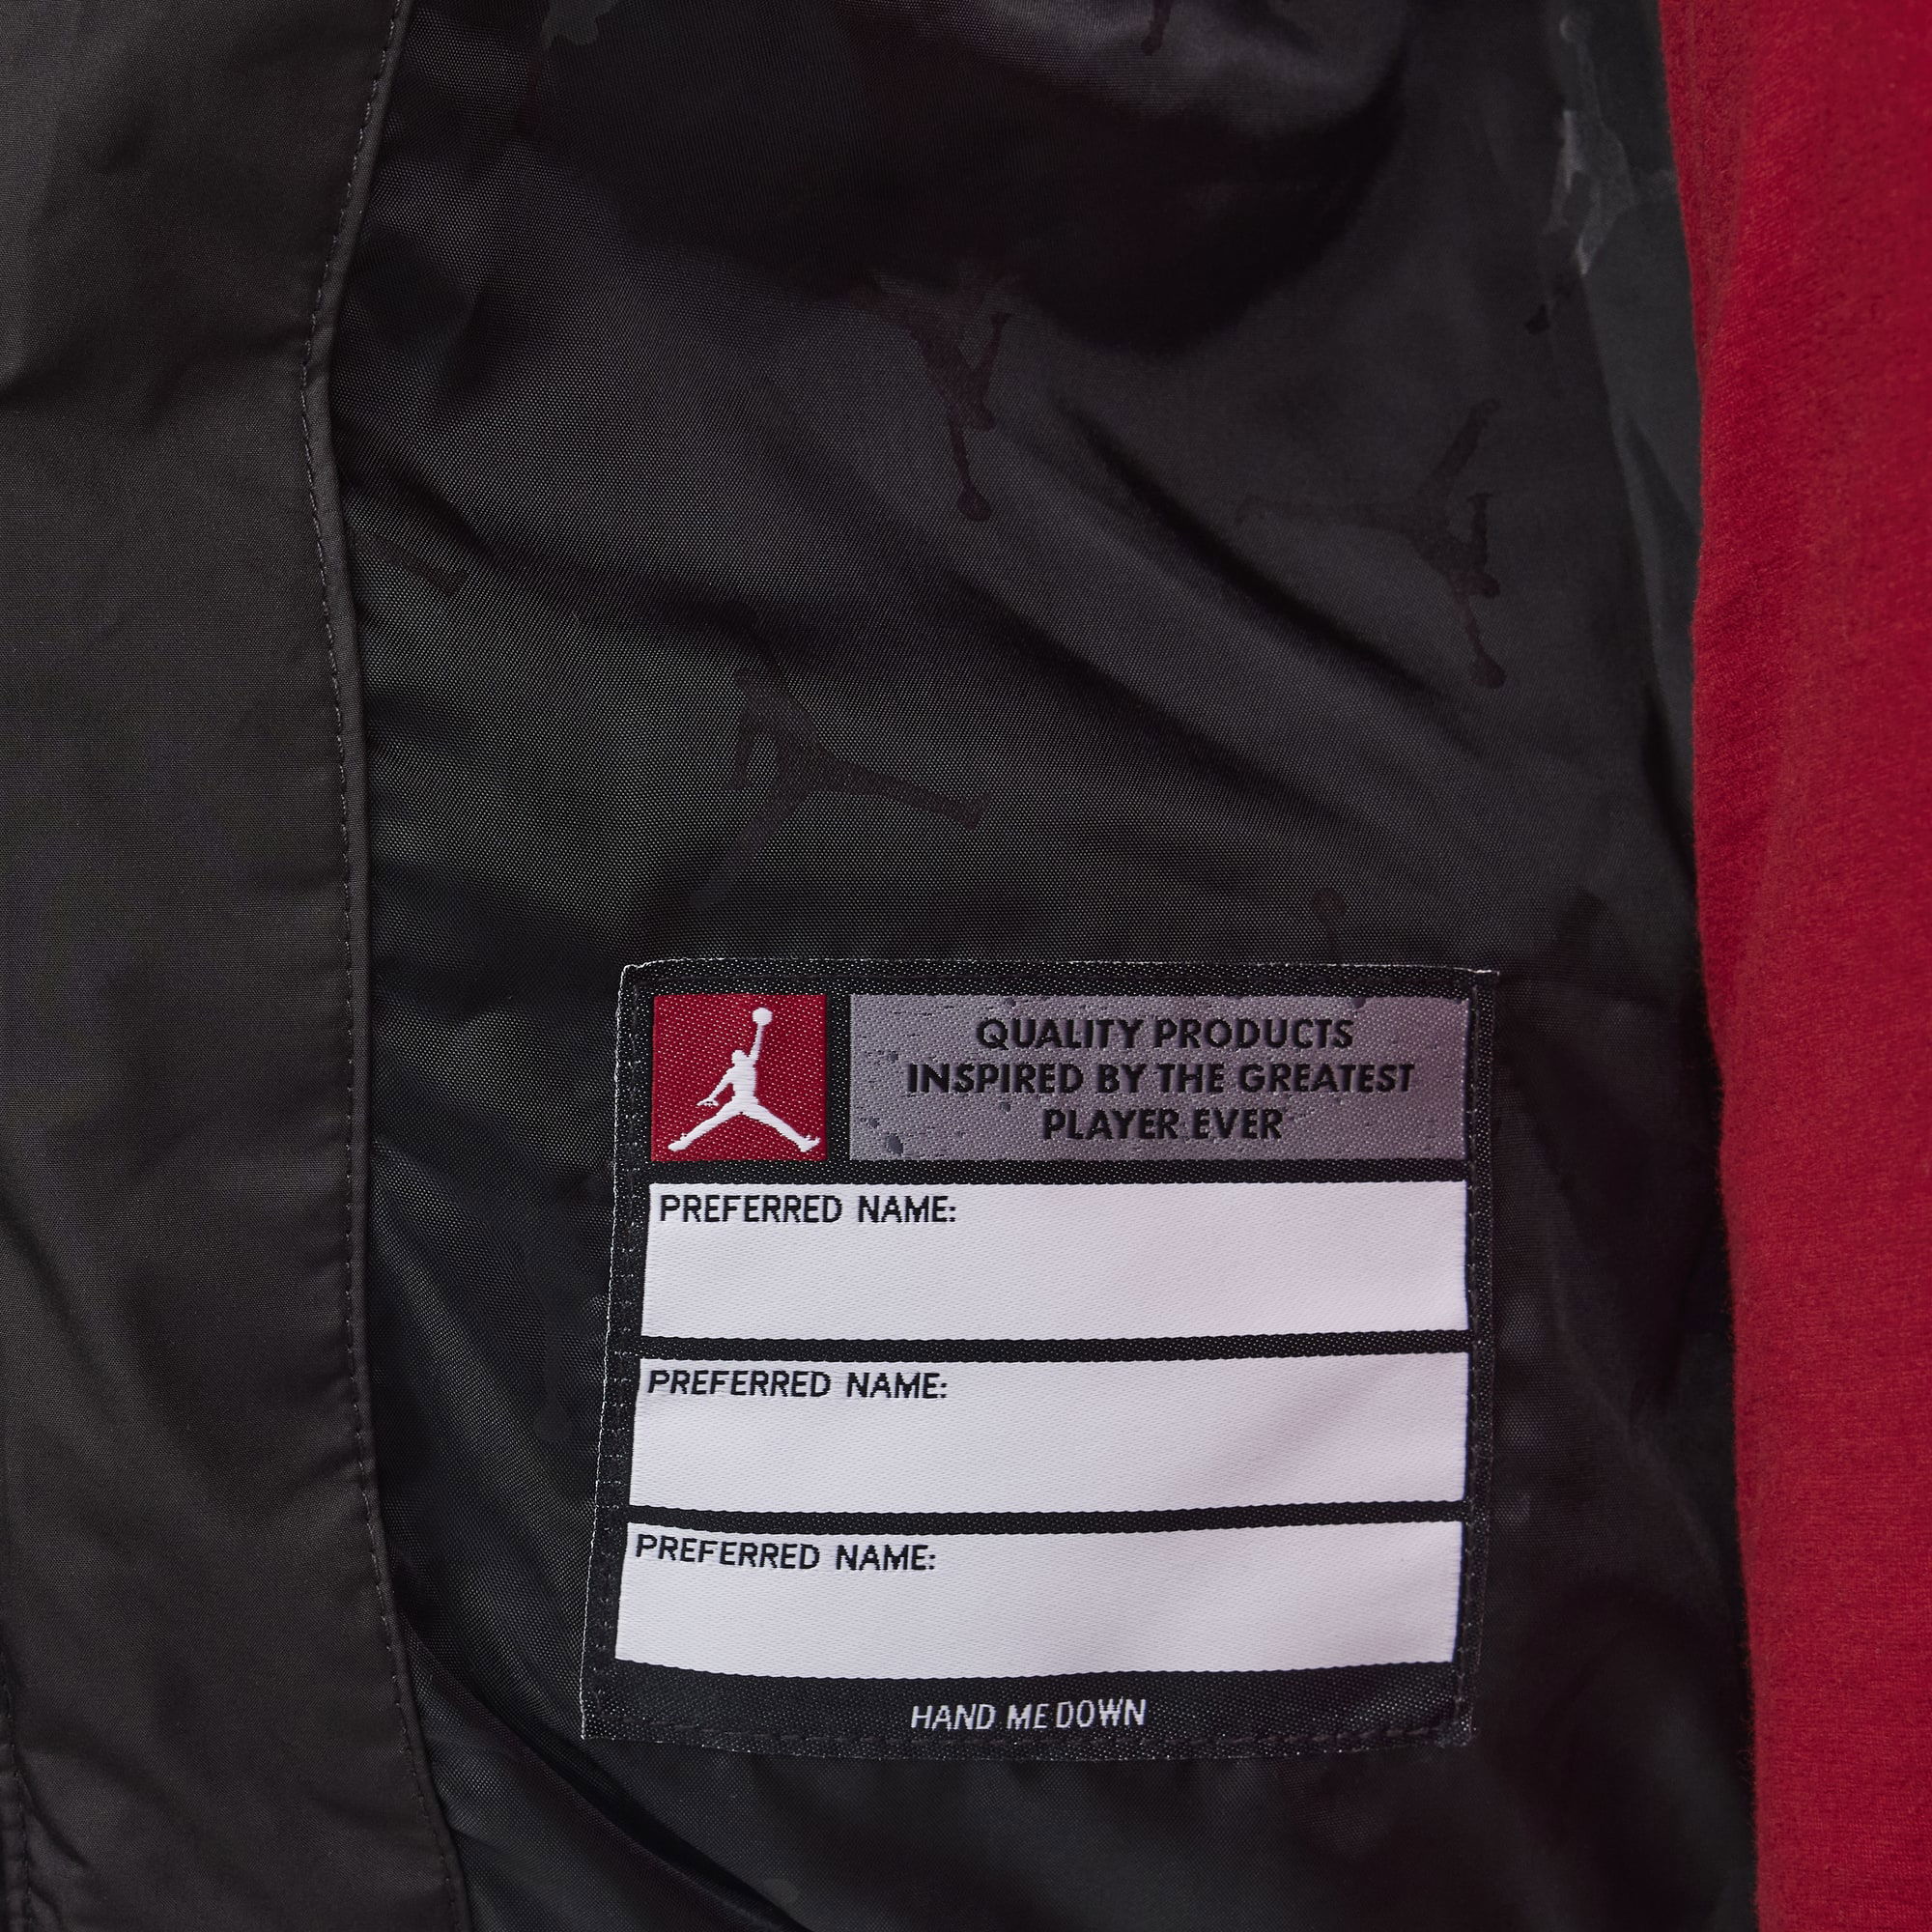 QUALITY PRODUCTS
INSPIRED BY THE GREATEST
PLAYER EVER
PREFERRED NAME:
PREFERRED NAME:
PREFERRED NAME:
HAND ME DOWN